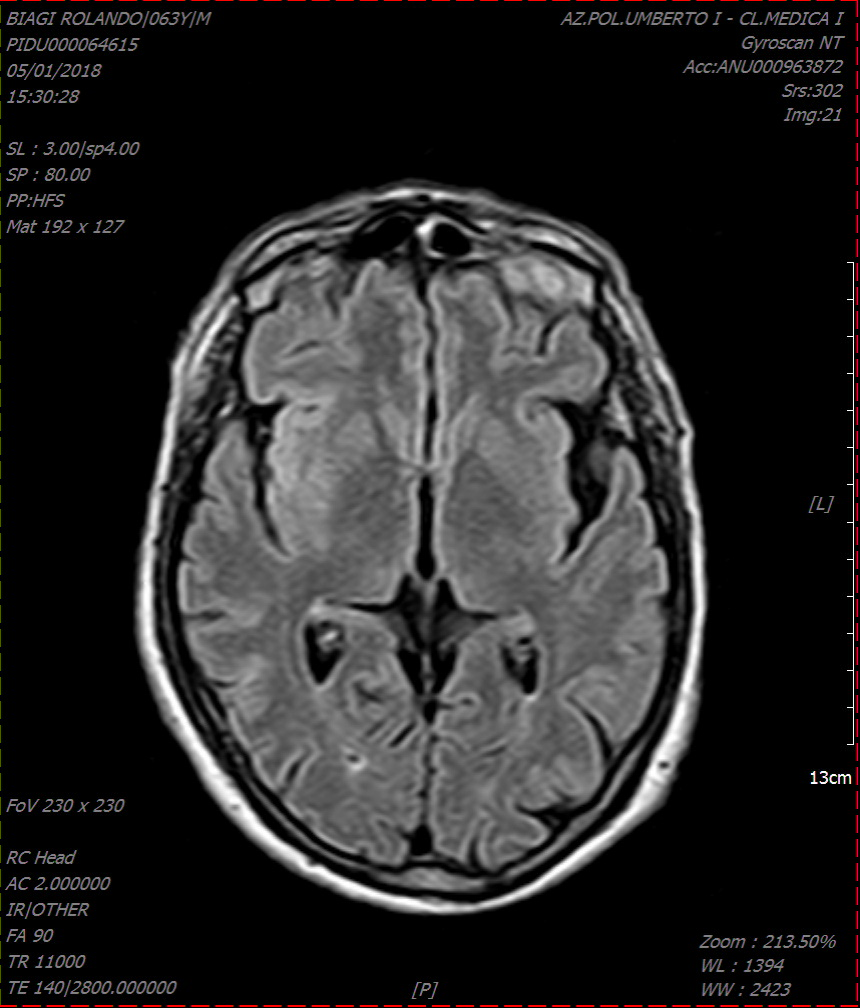 BIAGI ROLANDO|063Y|M
PIDU000064615
05/01/2018
15:30:28
AZ.POL.UMBERTO I - CL.MEDICA I
Gyroscan NT
Acc:ANU000963872
Srs:302
Img:21
SL : 3.00|sp4.00
SP : 80.00
PP:HFS
Mat 192 x 127
[L]
13cm
FoV 230 x 230
RC Head
AC 2.000000
IR|OTHER
FA 90
TR 11000
TE 140|2800.000000
[P]
Zoom : 213.50%
WL : 1394
WW : 2423